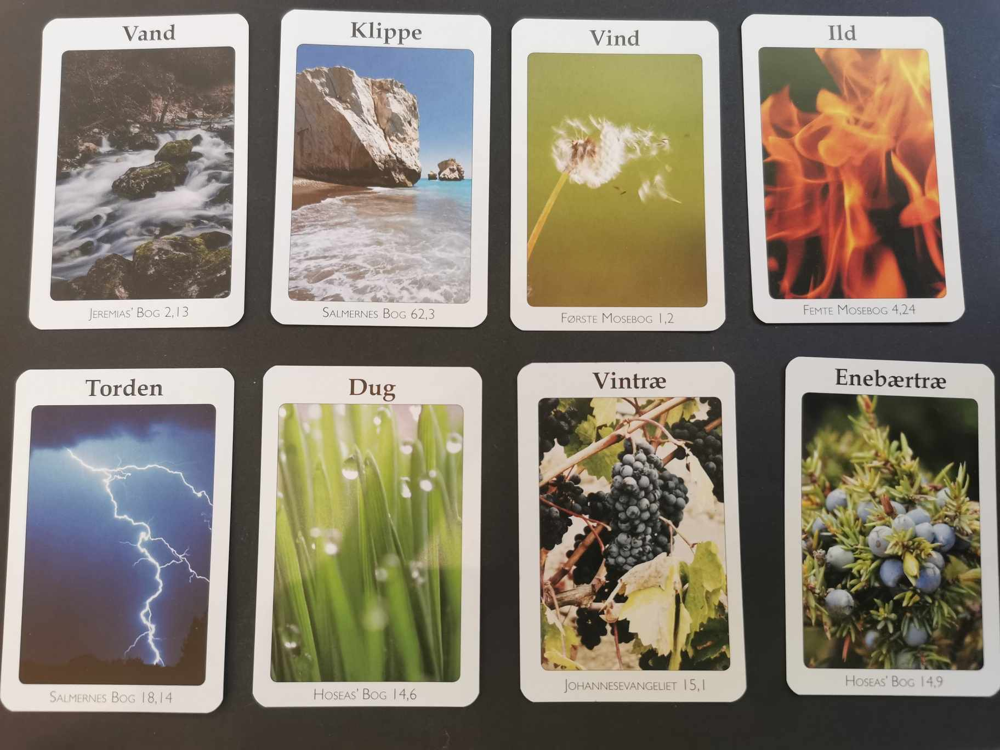 Vand
Jeremias' Bog 2,13
Klippe
Salmernes Bog 62,3
Vind
Første Mosebog 1,2
Ild
Femte Mosebog 4,24
Torden
Salmernes Bog 18,14
Dug
Hoseas' Bog 14,6
Vintræ
Johannesevangeliet 15,1
Enebærtræ
Hoseas' Bog 14,9